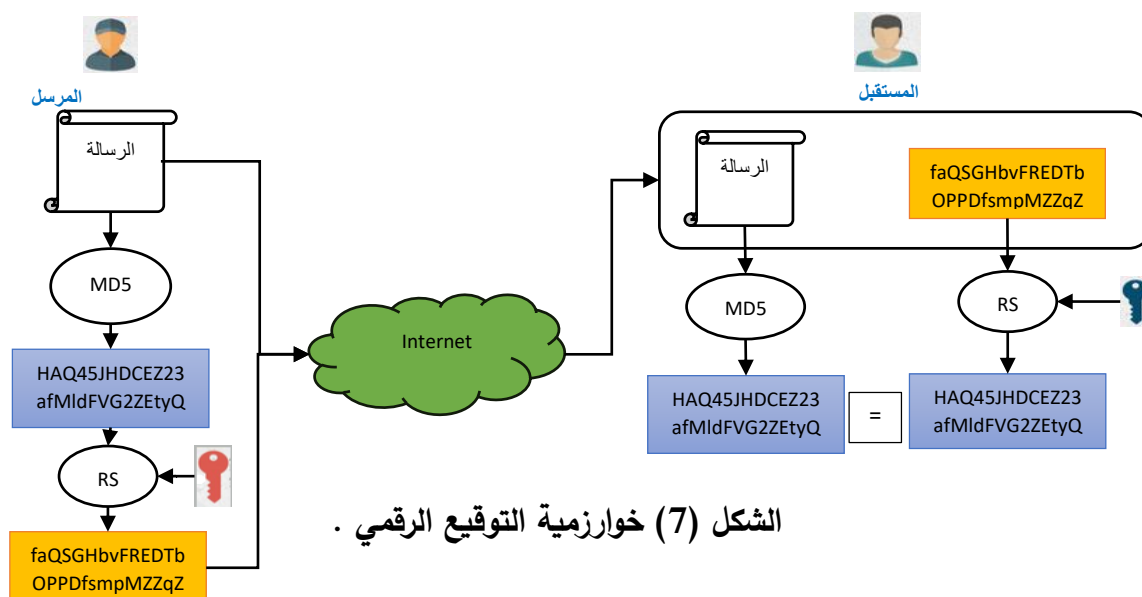 المرسل
الرسالة
MD5
HAQ45JHDCEZ23
afMldFVG2ZEtyQ
RS
faQSGHbvFREDTb
OPPDfsmpMZZqZ
Internet
المستقبل
الرسالة
faQSGHbvFREDTb
OPPDfsmpMZZqZ
MD5
RS
HAQ45JHDCEZ23
afMldFVG2ZEtyQ
=
HAQ45JHDCEZ23
afMldFVG2ZEtyQ
الشكل (7) خوارزمية التوقيع الرقمي .